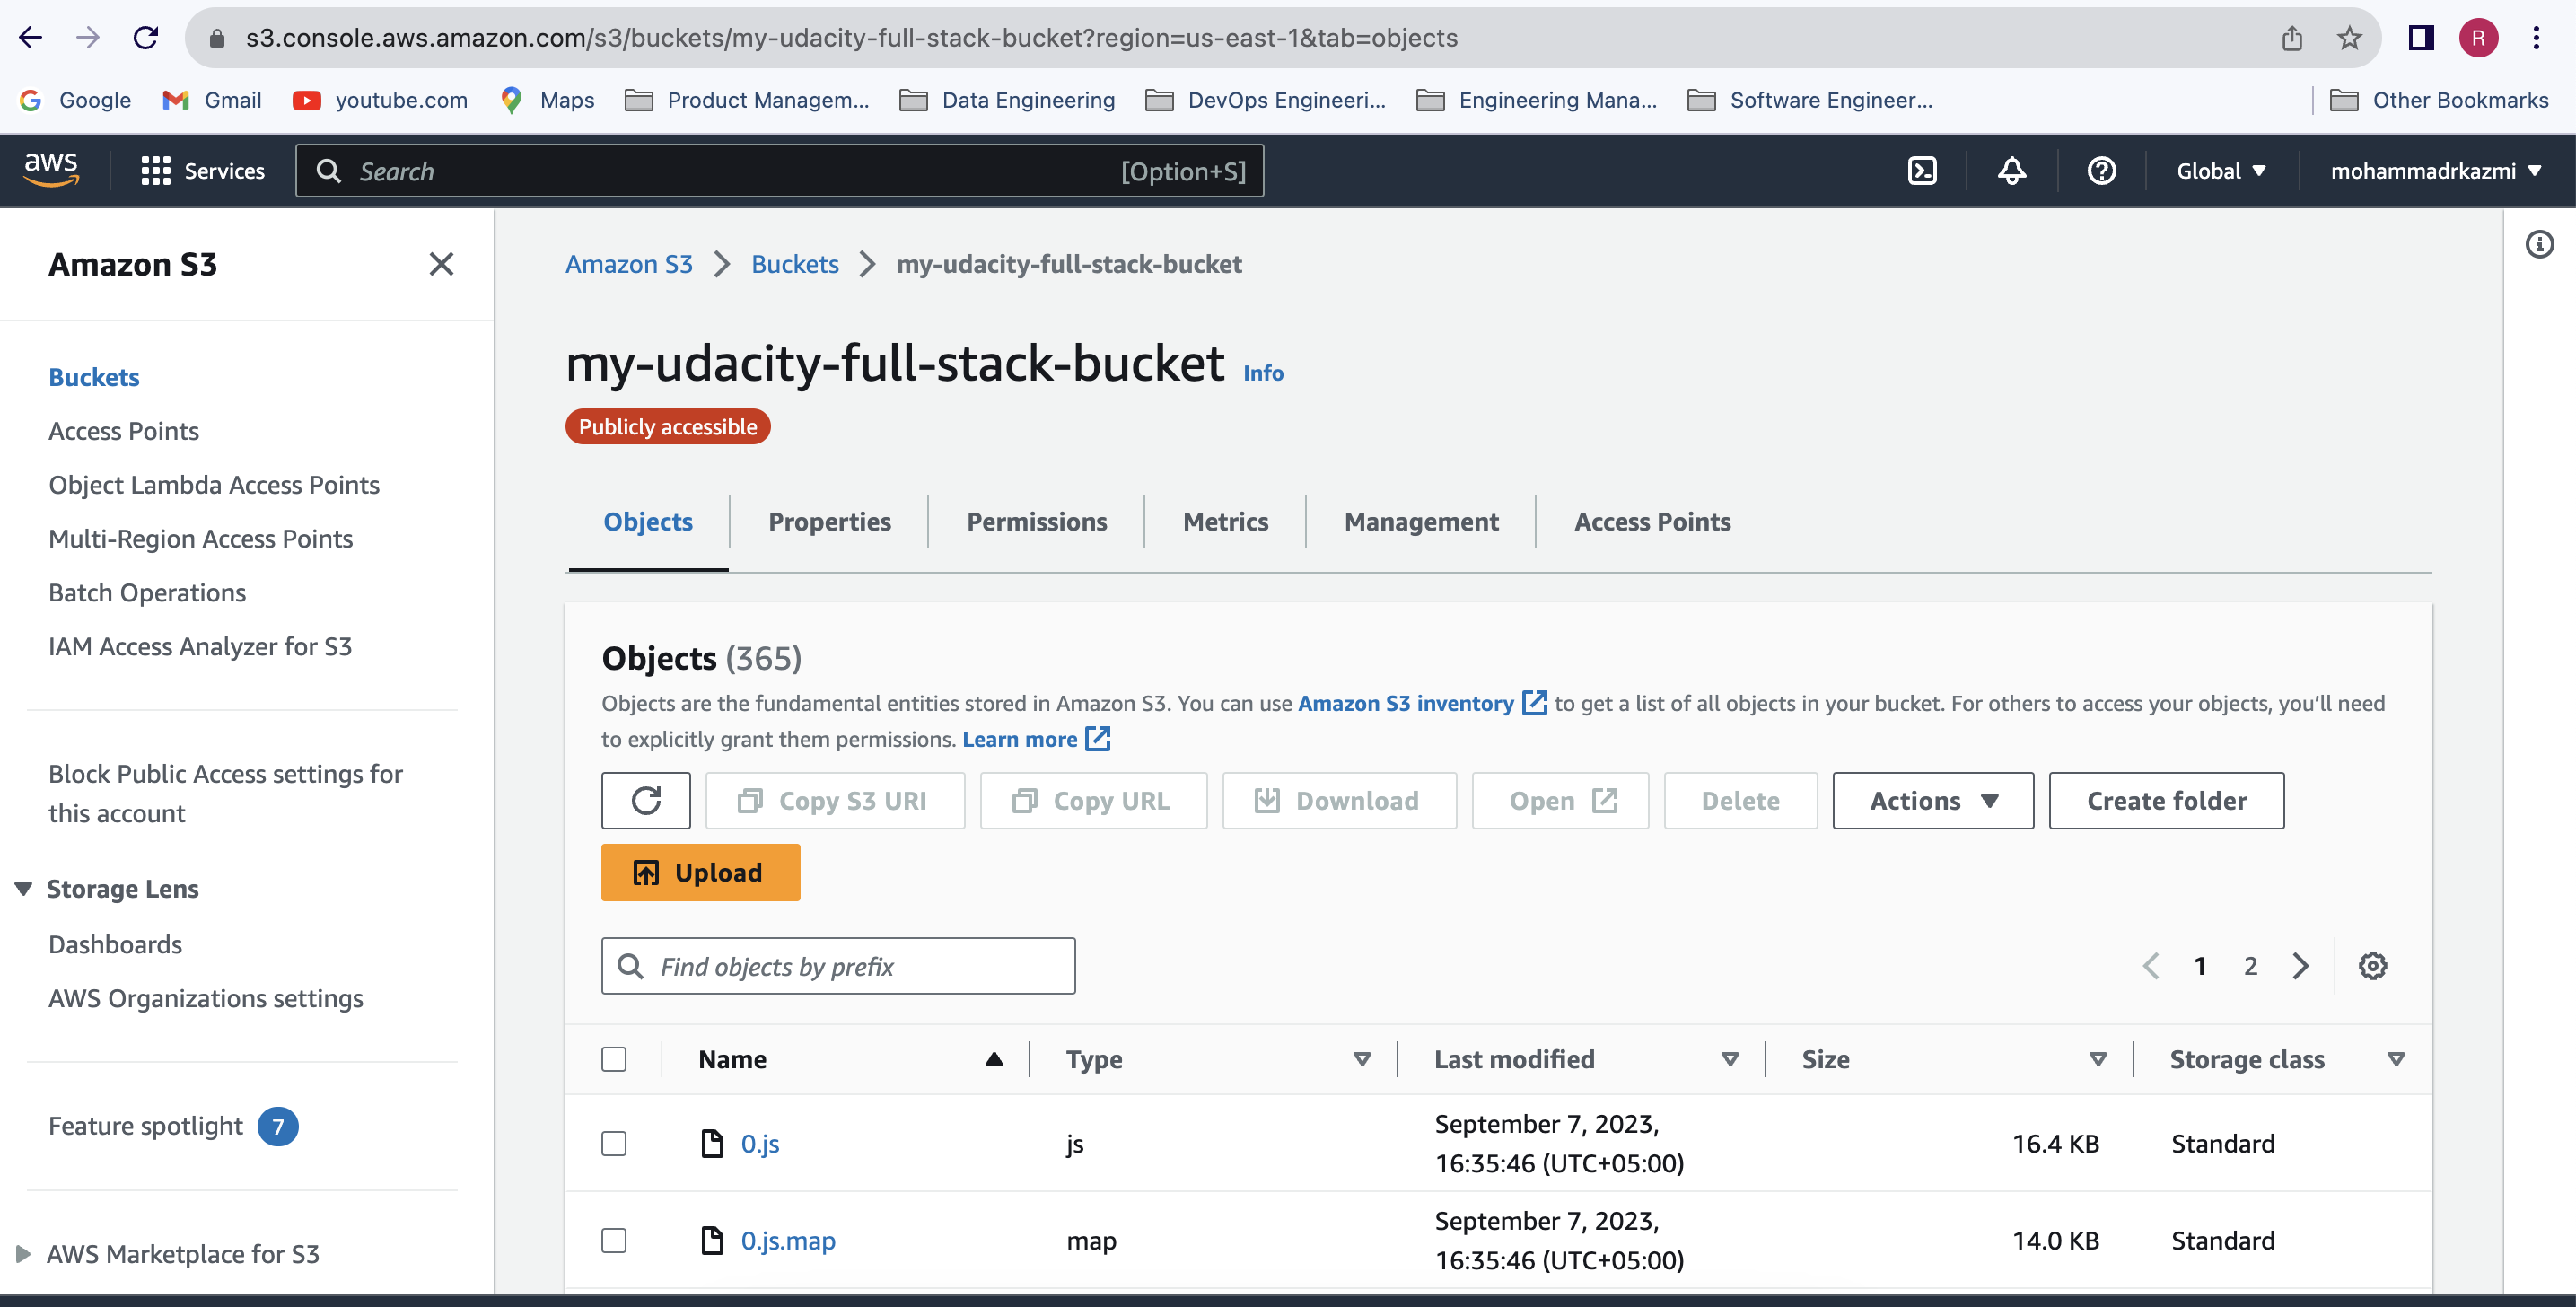 s3.console.aws.amazon.com/s3/buckets/my-udacity-full-stack-bucket?region=us-east-1&tab=objects
R
Google Gmail youtube.com Maps Product Managem... Data Engineering DevOps Engineeri... Engineering Mana... Software Engineer... Other Bookmarks
aws Services Search [Option+S] Global mohammadrkazmi
Amazon S3
Buckets
Access Points
Object Lambda Access Points
Multi-Region Access Points
Batch Operations
IAM Access Analyzer for S3
Block Public Access settings for
this account
Storage Lens
Dashboards
AWS Organizations settings
Feature spotlight 7
AWS Marketplace for S3
Amazon S3 Buckets my-udacity-full-stack-bucket
my-udacity-full-stack-bucket Info
Publicly accessible
Objects Properties Permissions Metrics Management Access Points
Objects (365)
Objects are the fundamental entities stored in Amazon S3. You can use Amazon S3 inventory to get a list of all objects in your bucket. For others to access your objects, you’ll need
to explicitly grant them permissions. Learn more
Copy S3 URI Copy URL Download Open Delete Actions Create folder
Upload
Find objects by prefix 1 2
Name Type Last modified Size Storage class
0.js js September 7, 2023, 16.4 KB Standard
16:35:46 (UTC+05:00)
0.js.map map September 7, 2023, 14.0 KB Standard
16:35:46 (UTC+05:00)